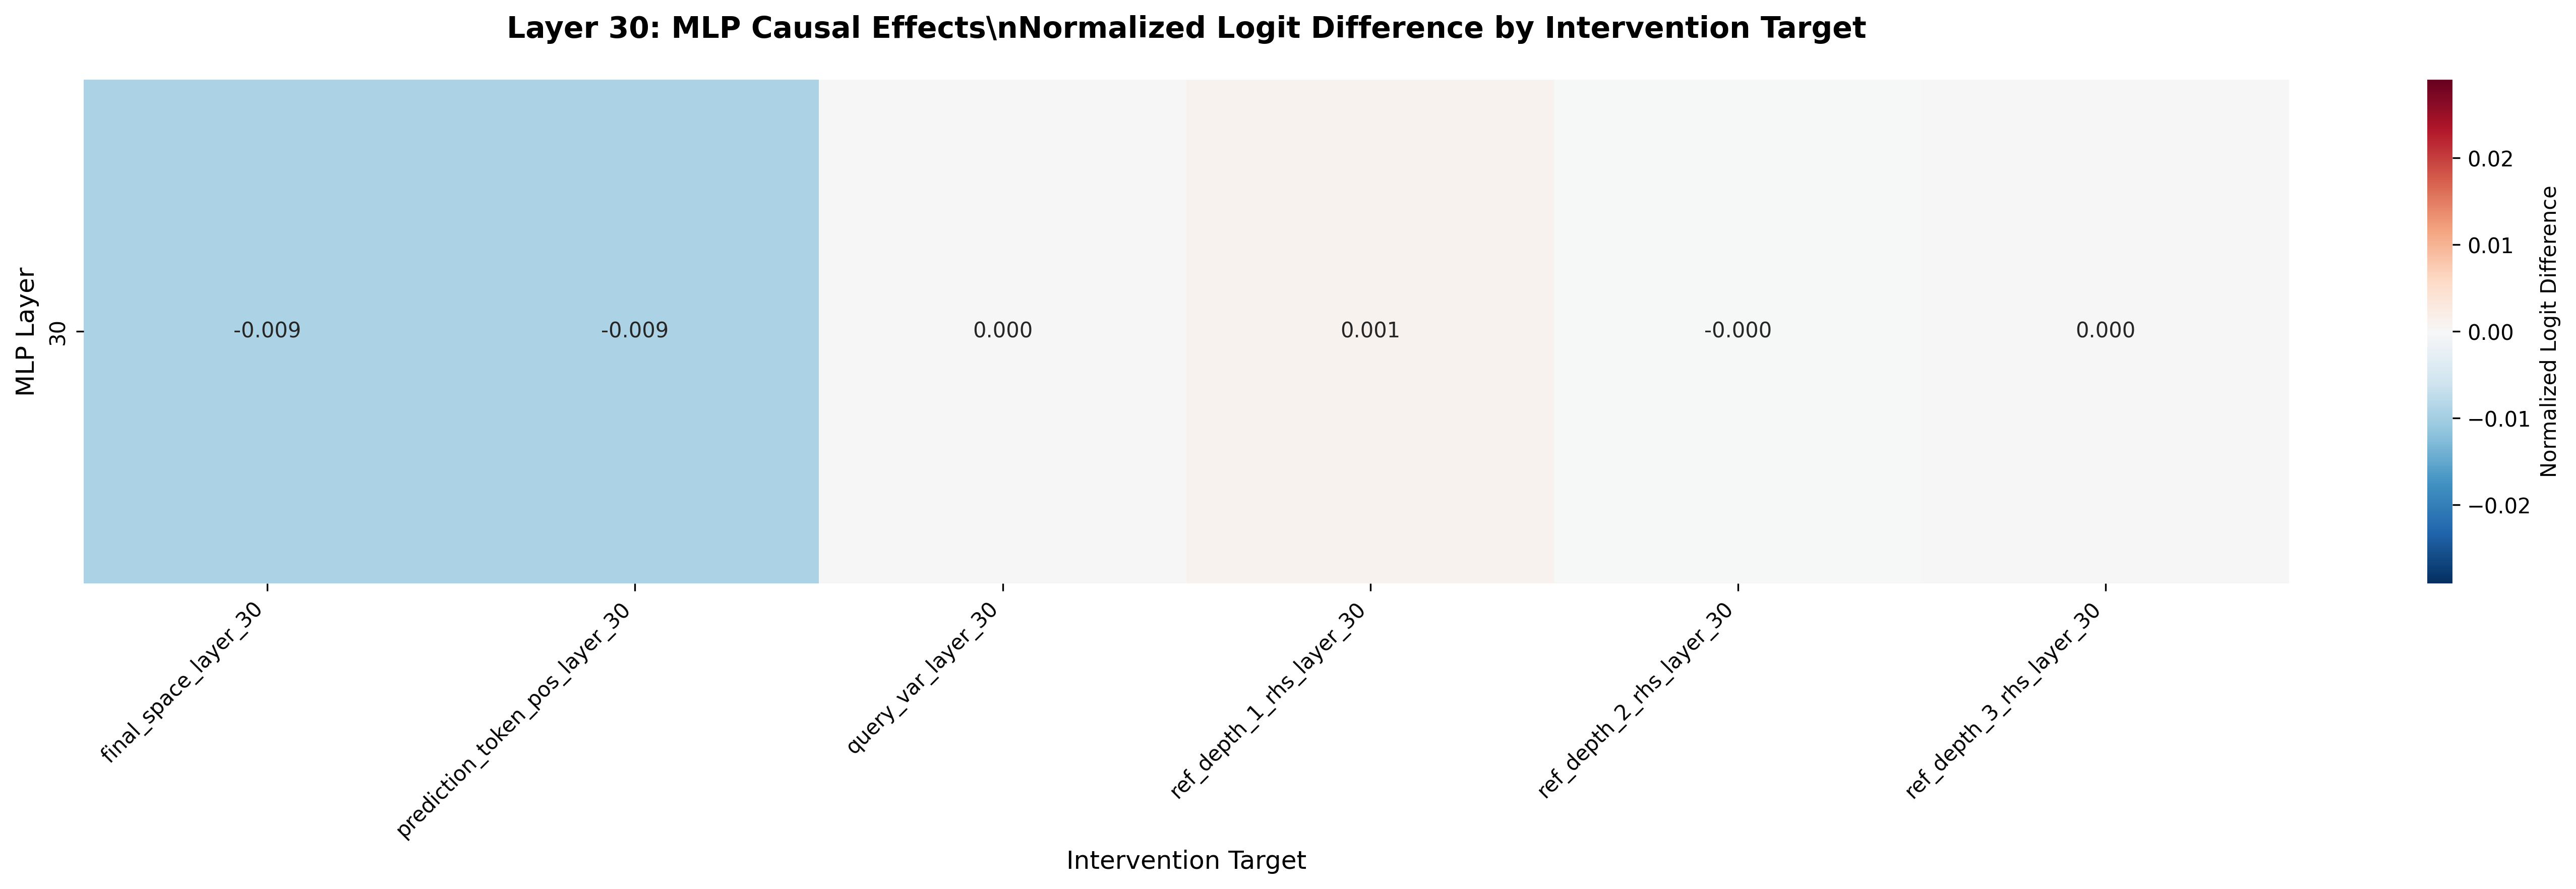 Layer 30: MLP Causal Effects\nNormalized Logit Difference by Intervention Target
MLP Layer
30
-0.009
-0.009
0.000
0.001
-0.000
0.000
final_space_layer_30
prediction_token_pos_layer_30
query_var_layer_30
ref_depth_1_rhs_layer_30
ref_depth_2_rhs_layer_30
ref_depth_3_rhs_layer_30
Intervention Target
0.02
0.01
0.00
−0.01
−0.02
Normalized Logit Difference